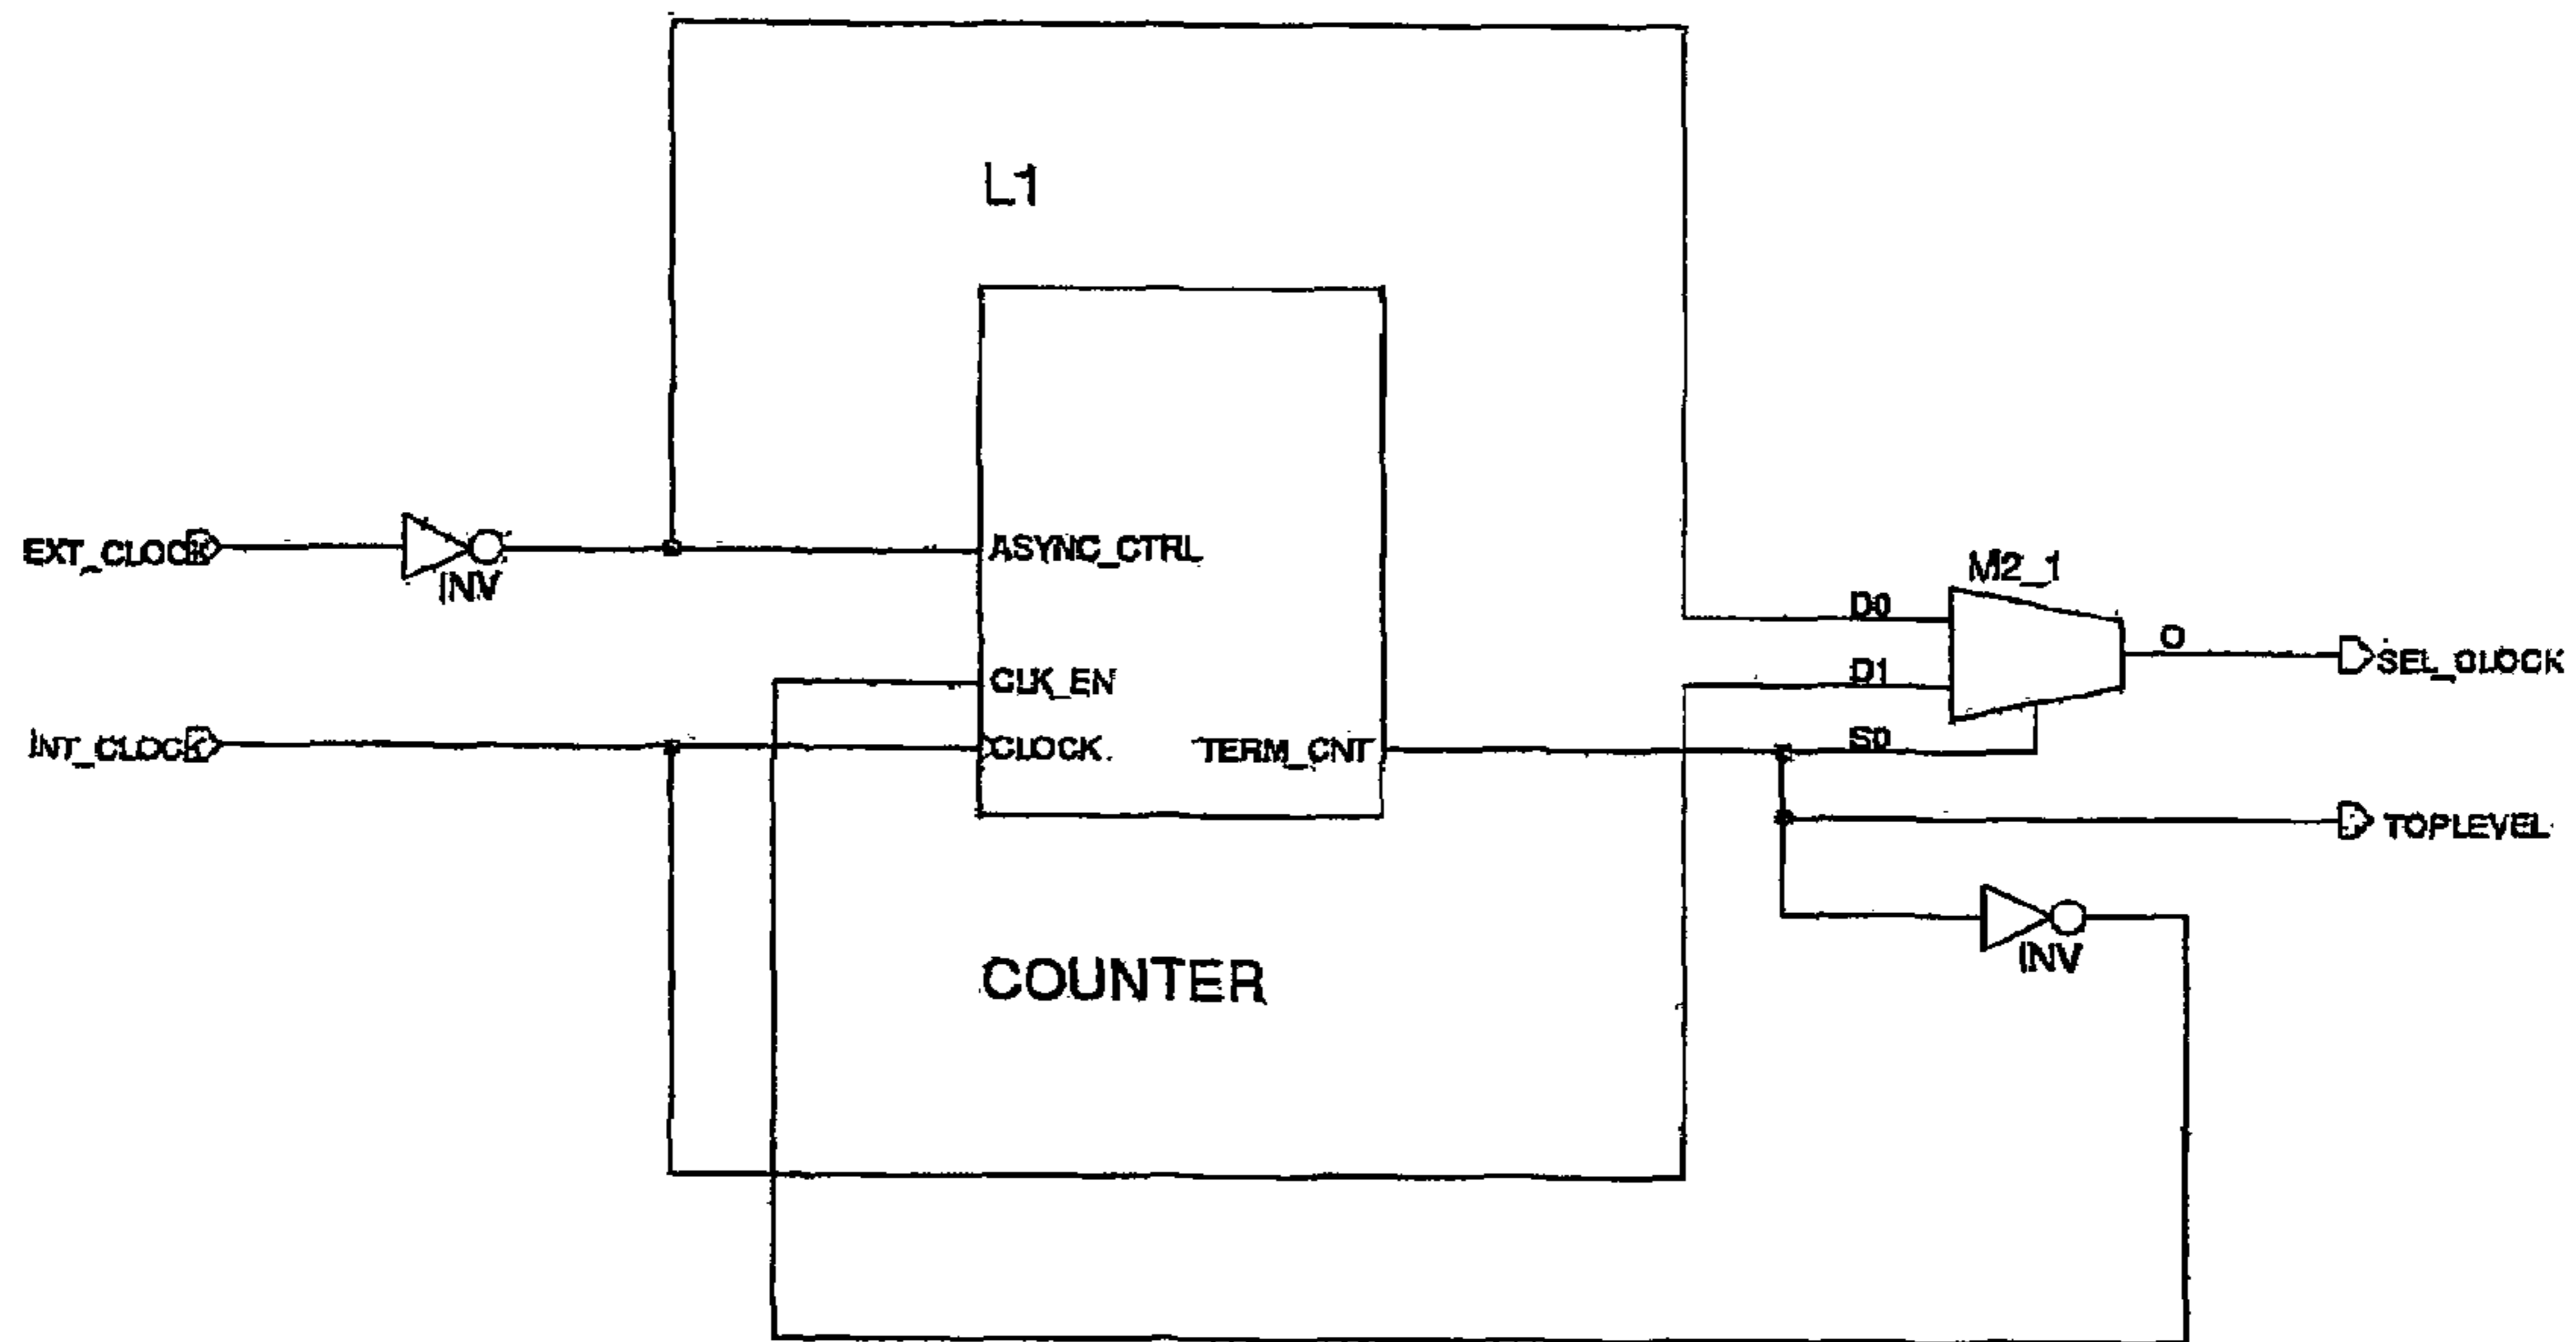 L1
EXT_CLOCK
INV
ASYNC_CTRL
M2_1
D0
O
SEL_CLOCK
CLK_EN
D1
INT_CLOCK
CLOCK
TERM_CNT
S0
TOPLEVEL
INV
COUNTER